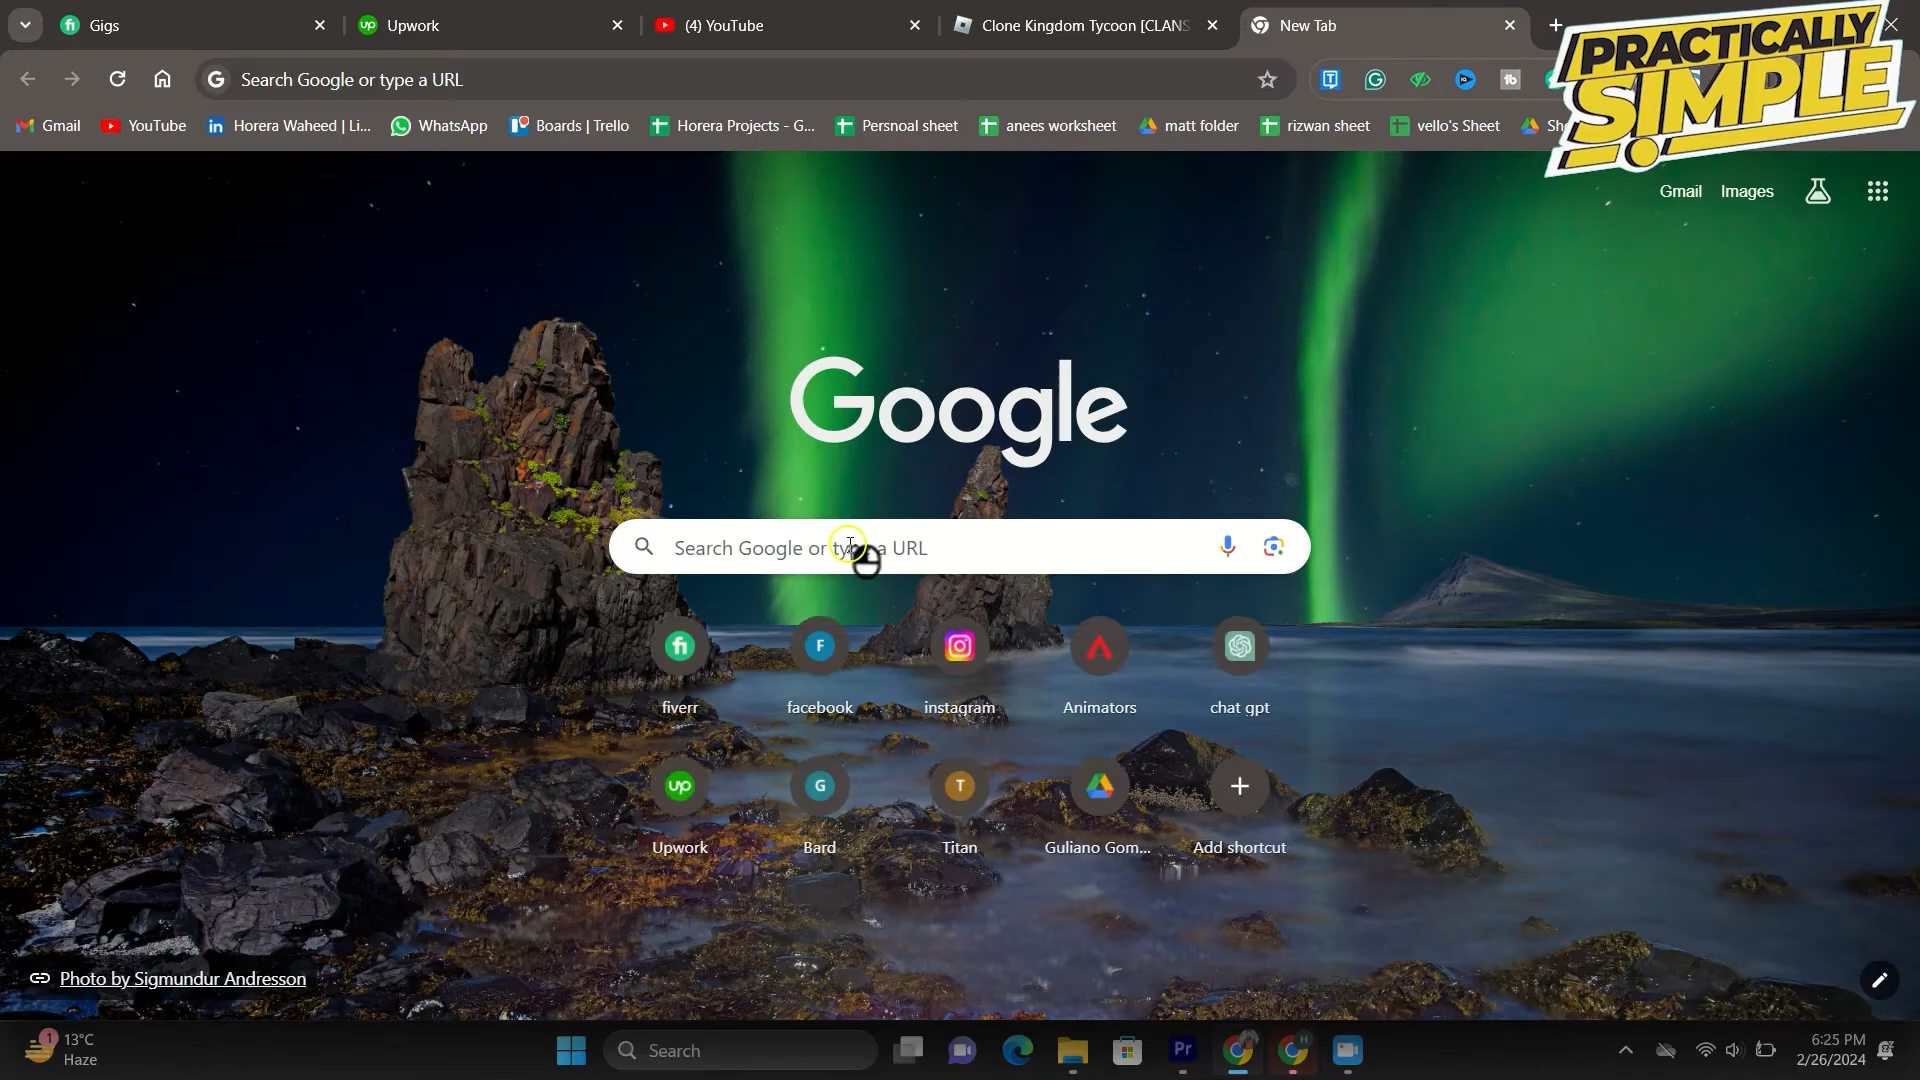 Gigs
Upwork
(4) YouTube
Clone Kingdom Tycoon [CLANS
New Tab
PRACTICALLY
SIMPLE
Search Google or type a URL
Gmail
YouTube
Horera Waheed | Li...
WhatsApp
Boards | Trello
Horera Projects - G...
Persnoal sheet
anees worksheet
matt folder
rizwan sheet
vello's Sheet
Gmail
Images
Google
Search Google or type a URL
fiverr
facebook
instagram
Animators
chat gpt
Upwork
Bard
Titan
Guliano Gom...
Add shortcut
Photo by Sigmundur Andresson
1
13°C
Haze
Search
Pr
6:25 PM
2/26/2024